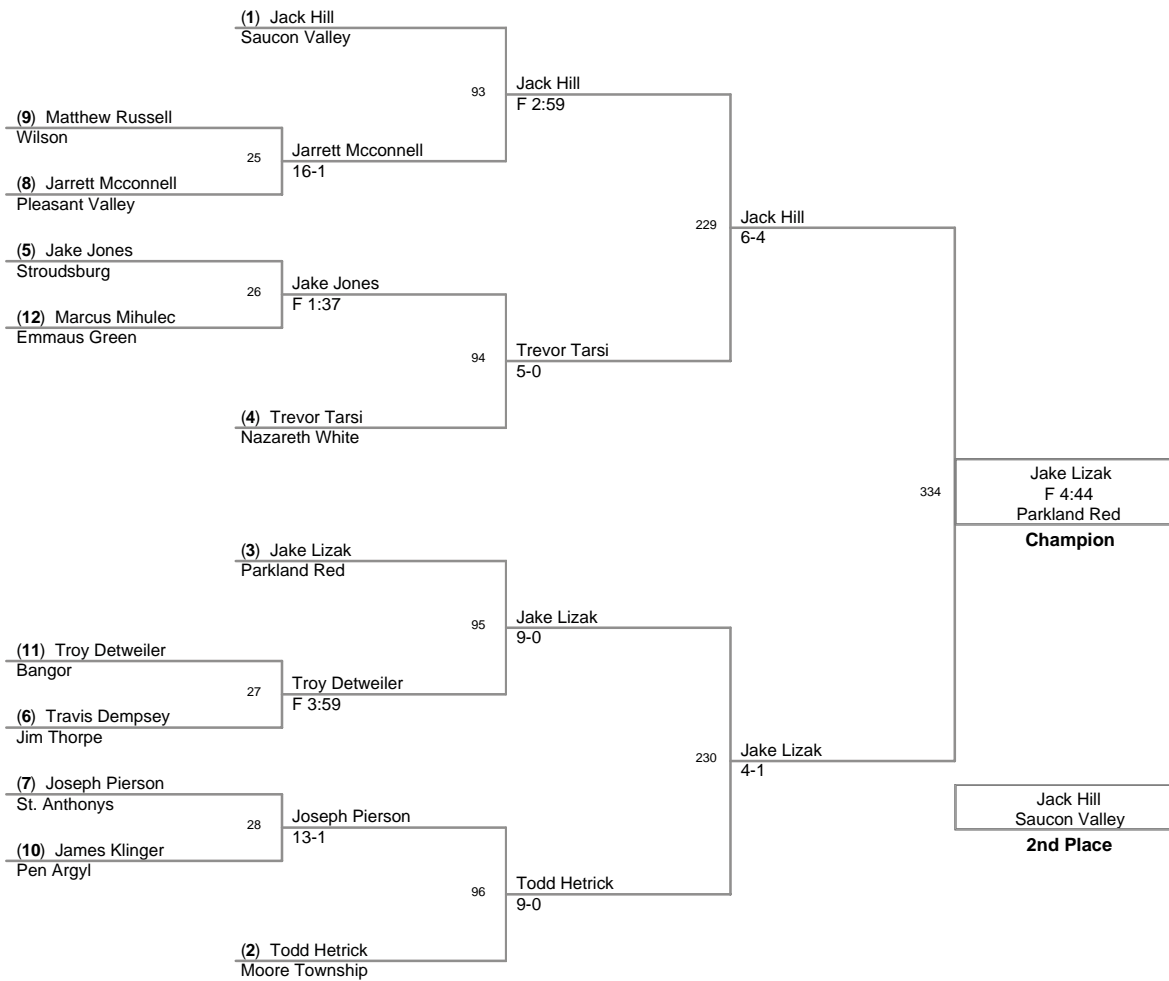 (1) Jack Hill
Saucon Valley
93
Jack Hill
F 2:59
(9) Matthew Russell
Wilson
25
Jarrett Mcconnell
16-1
(8) Jarrett Mcconnell
Pleasant Valley
229
Jack Hill
6-4
(5) Jake Jones
Stroudsburg
26
Jake Jones
F 1:37
(12) Marcus Mihulec
Emmaus Green
94
Trevor Tarsi
5-0
(4) Trevor Tarsi
Nazareth White
334
Jake Lizak
F 4:44
Parkland Red
Champion
(3) Jake Lizak
Parkland Red
95
Jake Lizak
9-0
(11) Troy Detweiler
Bangor
27
Troy Detweiler
F 3:59
(6) Travis Dempsey
Jim Thorpe
230
Jake Lizak
4-1
(7) Joseph Pierson
St. Anthonys
28
Joseph Pierson
13-1
(10) James Klinger
Pen Argyl
Jack Hill
Saucon Valley
2nd Place
96
Todd Hetrick
9-0
(2) Todd Hetrick
Moore Township